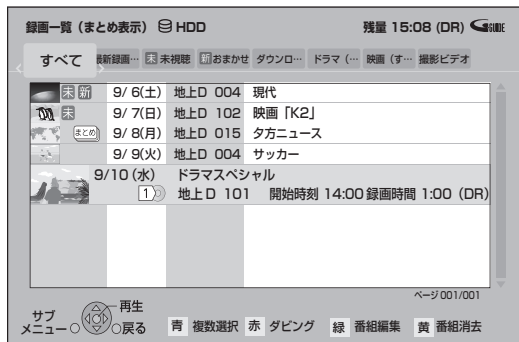 録画一覧(まとめ表示) HDD 残量 15:08 (DR) GGUIDE
すべて 最新録画… 末 未視聴 新 おまかせ ダウンロ… ドラマ(… 映画(す… 撮影ビデオ
末 新 9/ 6(土) 地上D 004 現代
末 9/ 7(日) 地上D 102 映画「K2」
まとめ 9/ 8(月) 地上D 015 夕方ニュース
9/ 9(火) 地上D 004 サッカー
9/10(水) ドラマスペシャル
1 地上D 101 開始時刻 14:00 録画時間 1:00 (DR)
ページ 001/001
サブメニュー 再生 戻る 青 複数選択 赤 ダビング 緑 番組編集 黄 番組消去